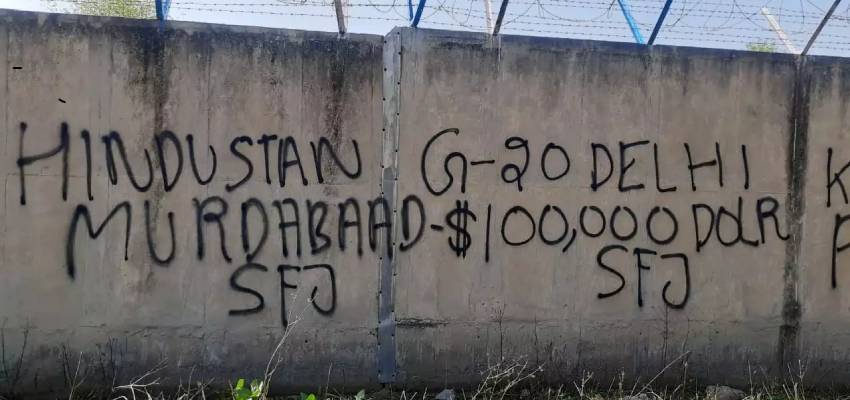 HINDUSTAN
MURDABAAD-
SFJ
G-20 DELHI
$100,000 DOLR
SFJ